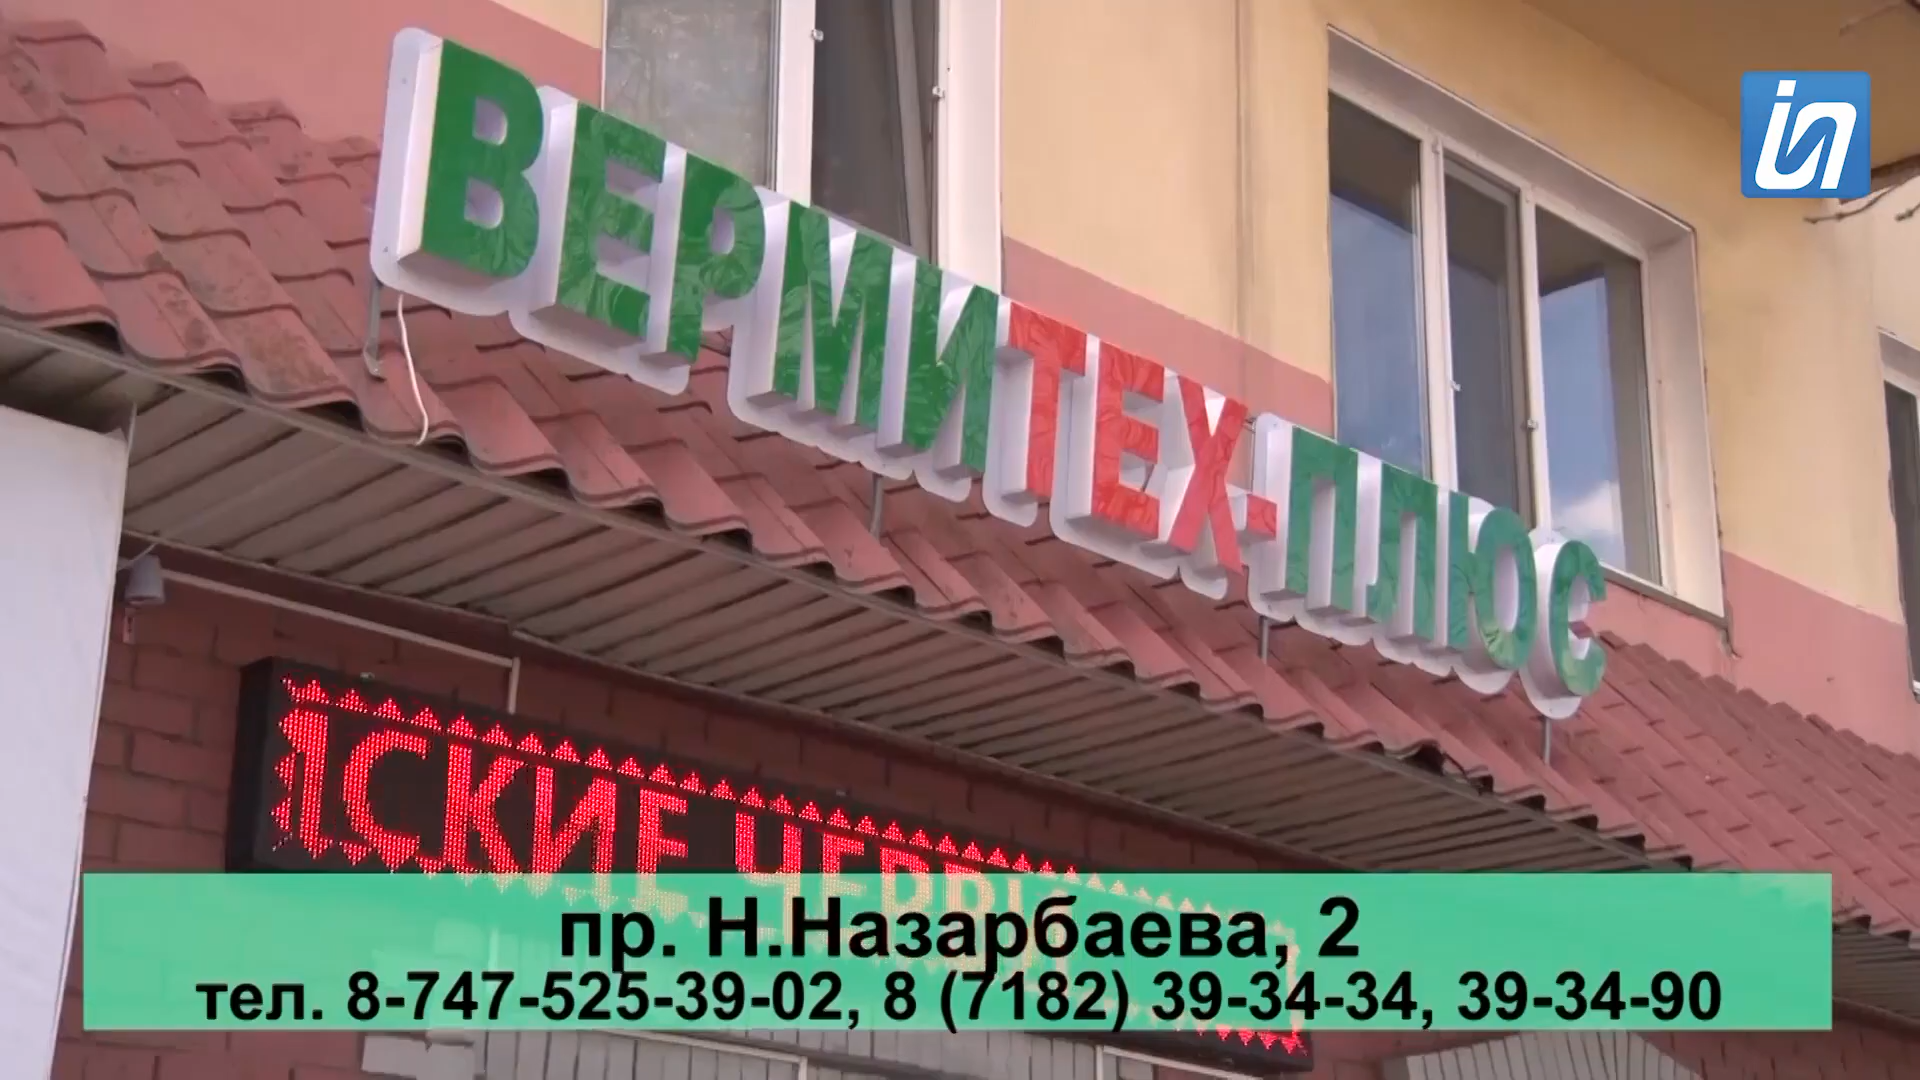 ВЕРМИТЕХ-ПЛЮС
СКИЕ ЧЕРВИ
пр. Н.Назарбаева, 2
тел. 8-747-525-39-02, 8 (7182) 39-34-34, 39-34-90